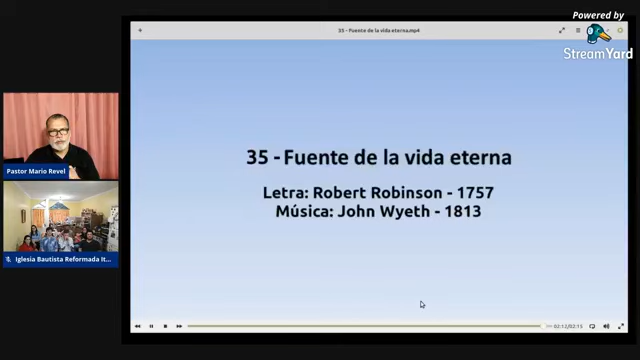 Powered by
StreamYard
35 - Fuente de la vida eterna.mp4
35 - Fuente de la vida eterna
Letra: Robert Robinson - 1757
Música: John Wyeth - 1813
Pastor Mario Revel
Iglesia Bautista Reformada It...
02:12/02:15